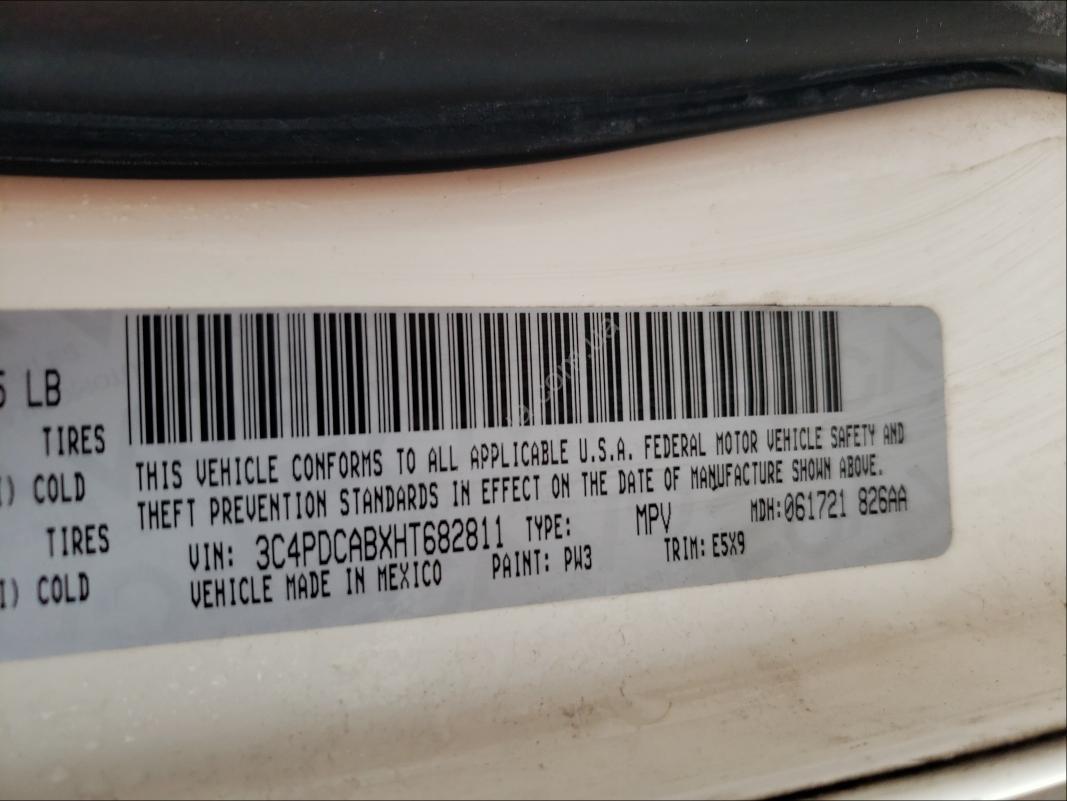 5 LB
TIRES
I) COLD
TIRES
I) COLD
THIS VEHICLE CONFORMS TO ALL APPLICABLE U.S.A. FEDERAL MOTOR VEHICLE SAFETY AND
THEFT PREVENTION STANDARDS IN EFFECT ON THE DATE OF MANUFACTURE SHOWN ABOVE.
VIN: 3C4PDCABXHT682811 TYPE: MPV MDH:061721 826AA
VEHICLE MADE IN MEXICO PAINT: PW3 TRIM: E5X9